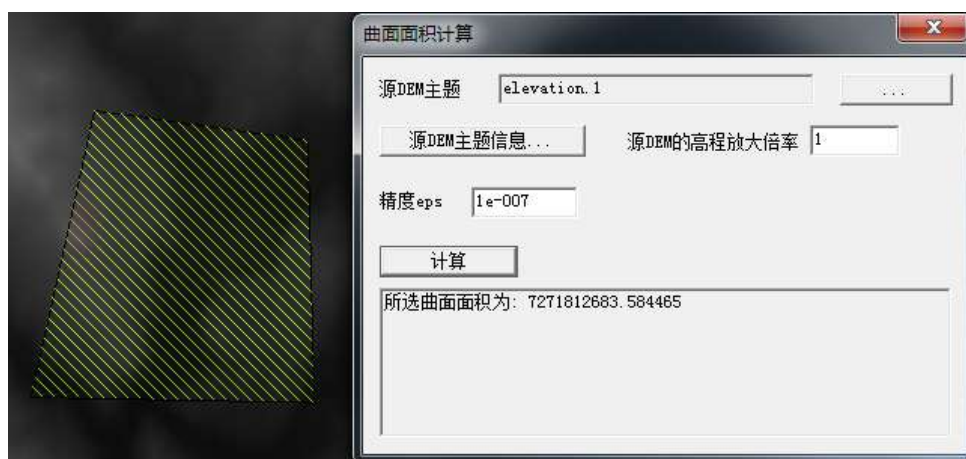 曲面面积计算
源DEM主题 elevation.1 ...
源DEM主题信息... 源DEM的高程放大倍率 1
精度eps 1e-007
计算
所选曲面面积为: 7271812683.584465